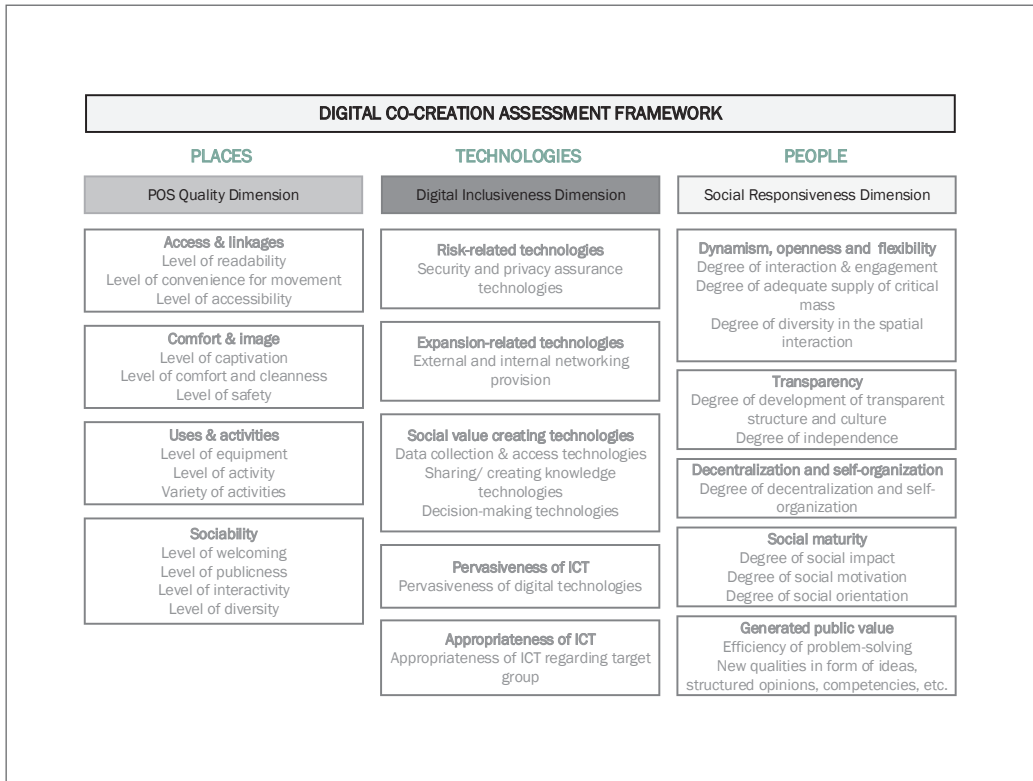 DIGITAL CO-CREATION ASSESSMENT FRAMEWORK
PLACES
POS Quality Dimension
Access & linkages
Level of readability
Level of convenience for movement
Level of accessibility
Comfort & image
Level of captivation
Level of comfort and cleanness
Level of safety
Uses & activities
Level of equipment
Level of activity
Variety of activities
Sociability
Level of welcoming
Level of publicness
Level of interactivity
Level of diversity
TECHNOLOGIES
Digital Inclusiveness Dimension
Risk-related technologies
Security and privacy assurance
technologies
Expansion-related technologies
External and internal networking
provision
Social value creating technologies
Data collection & access technologies
Sharing/ creating knowledge
technologies
Decision-making technologies
Pervasiveness of ICT
Pervasiveness of digital technologies
Appropriateness of ICT
Appropriateness of ICT regarding target
group
PEOPLE
Social Responsiveness Dimension
Dynamism, openness and flexibility
Degree of interaction & engagement
Degree of adequate supply of critical
mass
Degree of diversity in the spatial
interaction
Transparency
Degree of development of transparent
structure and culture
Degree of independence
Decentralization and self-organization
Degree of decentralization and self-
organization
Social maturity
Degree of social impact
Degree of social motivation
Degree of social orientation
Generated public value
Efficiency of problem-solving
New qualities in form of ideas,
structured opinions, competencies, etc.